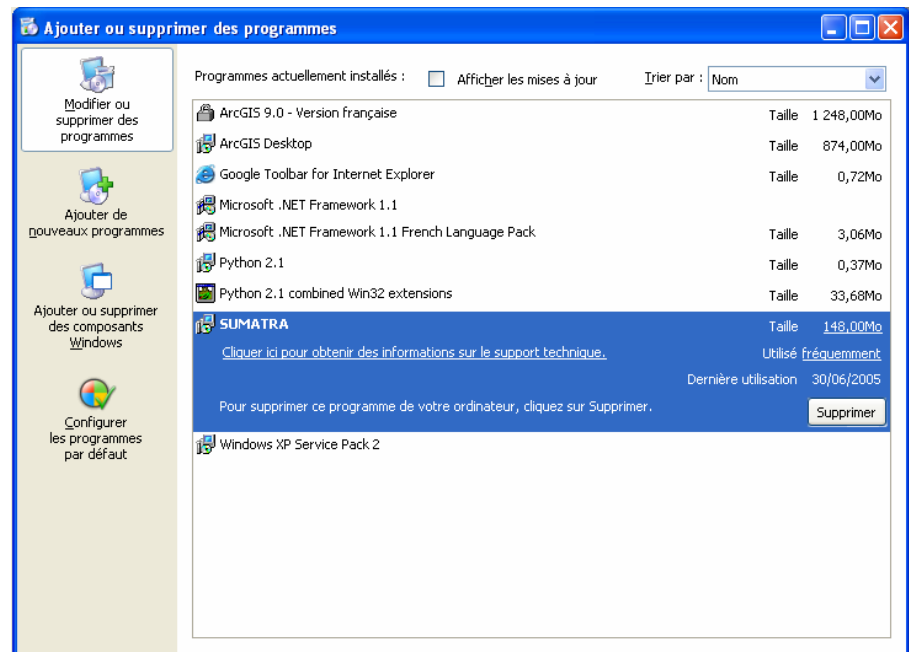 Ajouter ou supprimer des programmes
Modifier ou
supprimer des
programmes
Ajouter de
nouveaux programmes
Ajouter ou supprimer
des composants
Windows
Configurer
les programmes
par défaut
Programmes actuellement installés :
Afficher les mises à jour
Trier par :
Nom
ArcGIS 9.0 - Version française Taille 1 248,00Mo
ArcGIS Desktop Taille 874,00Mo
Google Toolbar for Internet Explorer Taille 0,72Mo
Microsoft .NET Framework 1.1
Microsoft .NET Framework 1.1 French Language Pack Taille 3,06Mo
Python 2.1 Taille 0,37Mo
Python 2.1 combined Win32 extensions Taille 33,68Mo
SUMATRA Taille 148,00Mo
Cliquer ici pour obtenir des informations sur le support technique. Utilisé fréquemment
Dernière utilisation 30/06/2005
Pour supprimer ce programme de votre ordinateur, cliquez sur Supprimer. Supprimer
Windows XP Service Pack 2